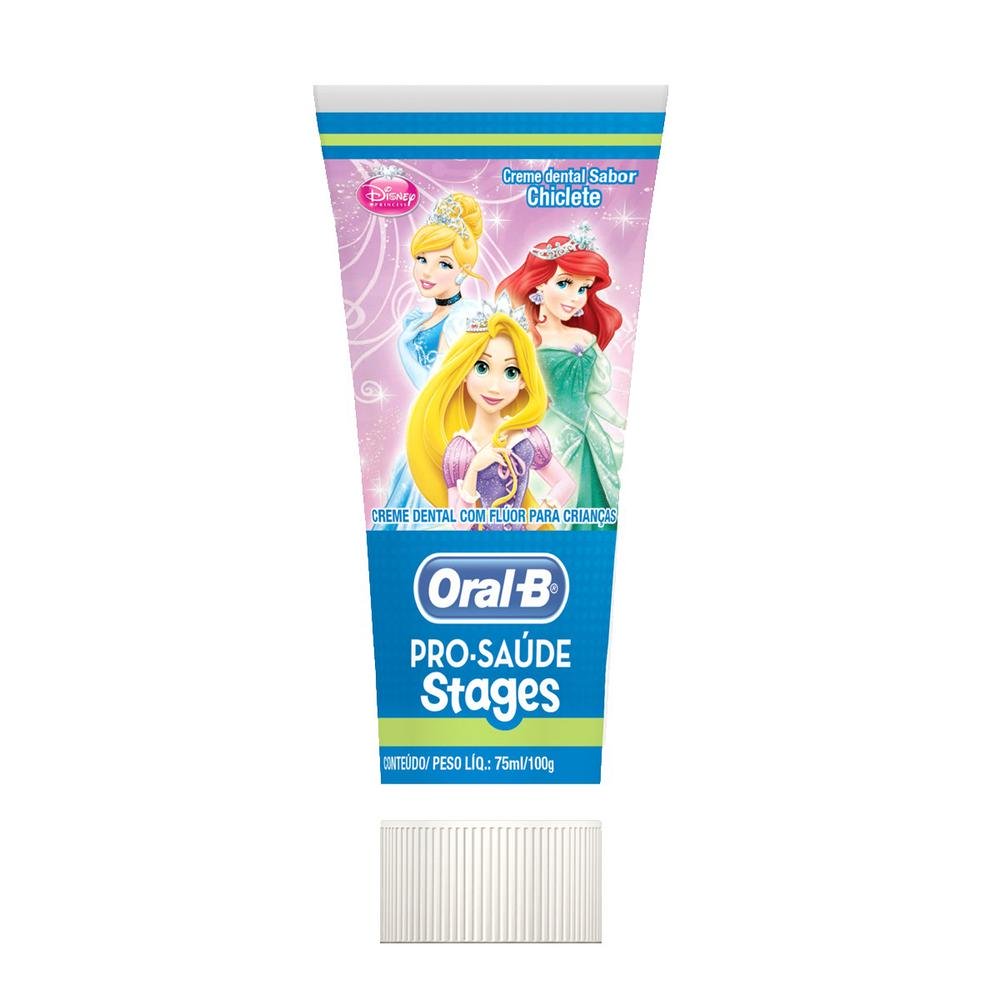 Disney
PRINCESS
Creme dental Sabor
Chiclete
CREME DENTAL COM FLÚOR PARA CRIANÇAS
Oral-B®
PRO-SAÚDE
Stages
CONTEÚDO/ PESO LÍQ.: 75ml/100g